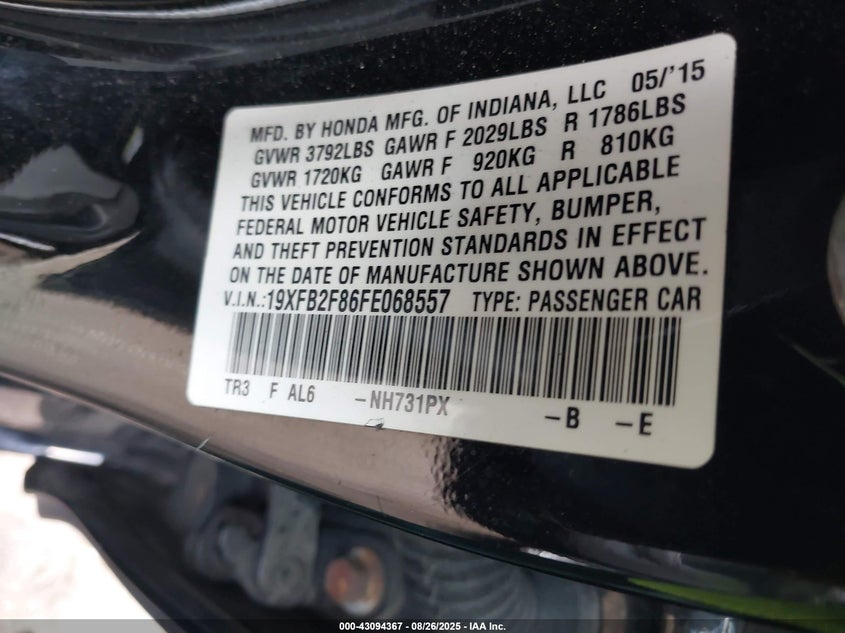 MFD. BY HONDA MFG. OF INDIANA, LLC 05/'15
GVWR 3792LBS GAWR F 2029LBS R 1786LBS
GVWR 1720KG GAWR F 920KG R 810KG
THIS VEHICLE CONFORMS TO ALL APPLICABLE
FEDERAL MOTOR VEHICLE SAFETY, BUMPER,
AND THEFT PREVENTION STANDARDS IN EFFECT
ON THE DATE OF MANUFACTURE SHOWN ABOVE.
V.I.N.:19XFB2F86FE068557 TYPE: PASSENGER CAR
TR3 F AL6 -NH731PX -B -E
000-43094367 - 08/26/2025 - IAA Inc.